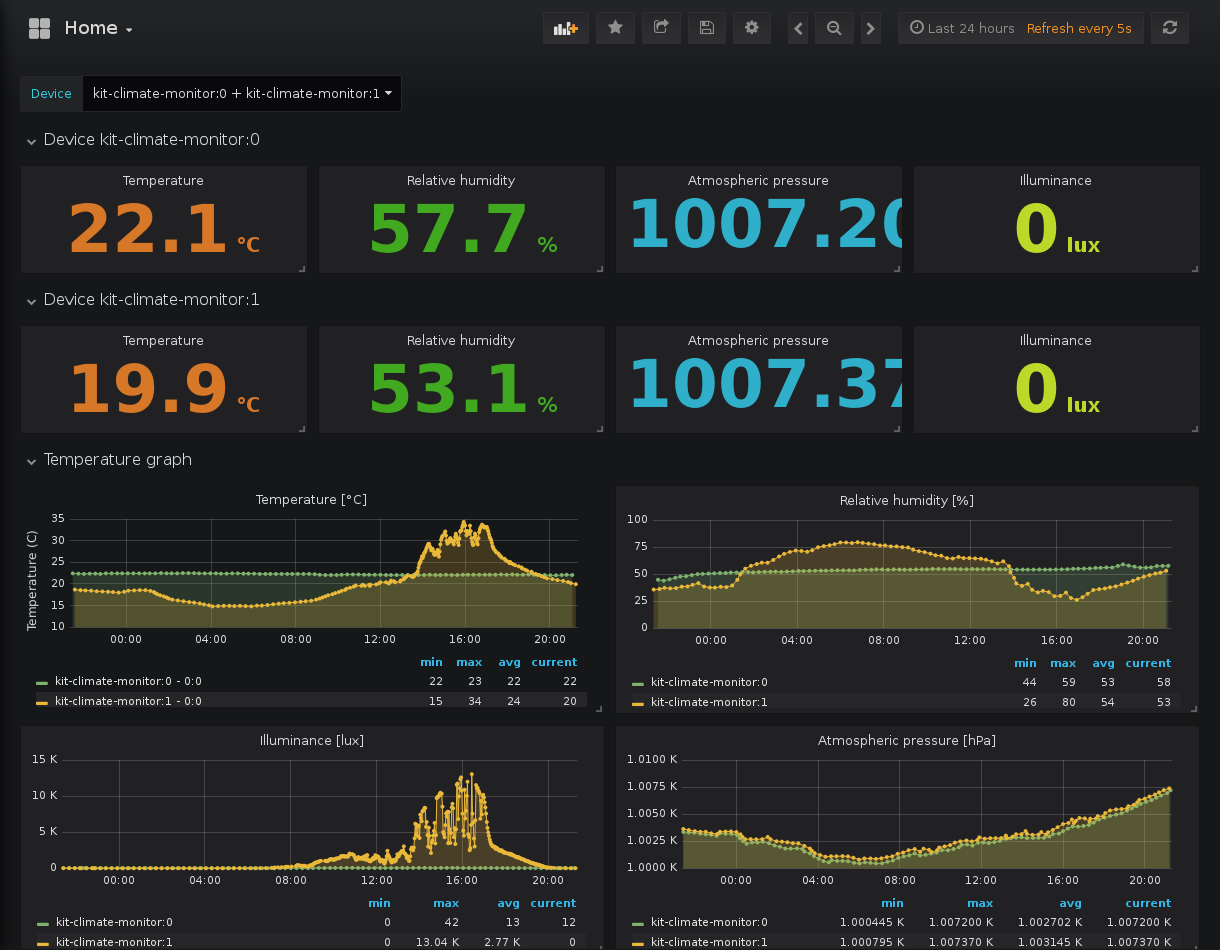 Home
Last 24 hours Refresh every 5s
Device kit-climate-monitor:0 + kit-climate-monitor:1
Device kit-climate-monitor:0
Temperature Relative humidity Atmospheric pressure Illuminance
22.1 °C 57.7 % 1007.20 0 lux
Device kit-climate-monitor:1
Temperature Relative humidity Atmospheric pressure Illuminance
19.9 °C 53.1 % 1007.37 0 lux
Temperature graph
Temperature [°C]
Temperature (C)
35
30
25
20
15
10
00:00 04:00 08:00 12:00 16:00 20:00
min max avg current
kit-climate-monitor:0 - 0:0 22 23 22 22
kit-climate-monitor:1 - 0:0 15 34 24 20
Relative humidity [%]
100
75
50
25
0
00:00 04:00 08:00 12:00 16:00 20:00
min max avg current
kit-climate-monitor:0 44 59 53 58
kit-climate-monitor:1 26 80 54 53
Illuminance [lux]
15 K
10 K
5 K
0
00:00 04:00 08:00 12:00 16:00 20:00
min max avg current
kit-climate-monitor:0 0 42 13 12
kit-climate-monitor:1 0 13.04 K 2.77 K 0
Atmospheric pressure [hPa]
1.0100 K
1.0075 K
1.0050 K
1.0025 K
1.0000 K
00:00 04:00 08:00 12:00 16:00 20:00
min max avg current
kit-climate-monitor:0 1.000445 K 1.007200 K 1.002702 K 1.007200 K
kit-climate-monitor:1 1.000795 K 1.007370 K 1.003145 K 1.007370 K